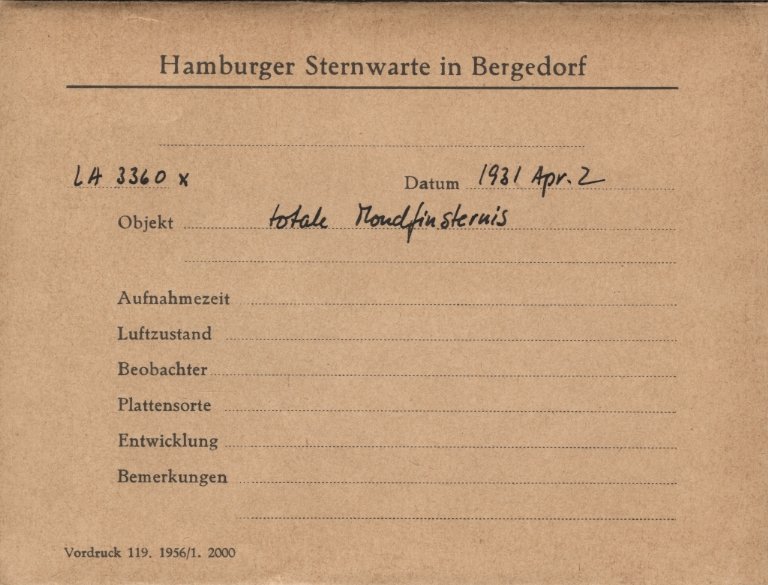 Hamburger Sternwarte in Bergedorf
LA 3360 x Datum 1931 Apr. 2
Objekt totale Mondfinsternis
Aufnahmezeit
Luftzustand
Beobachter
Plattensorte
Entwicklung
Bemerkungen
Vordruck 119. 1956/1. 2000